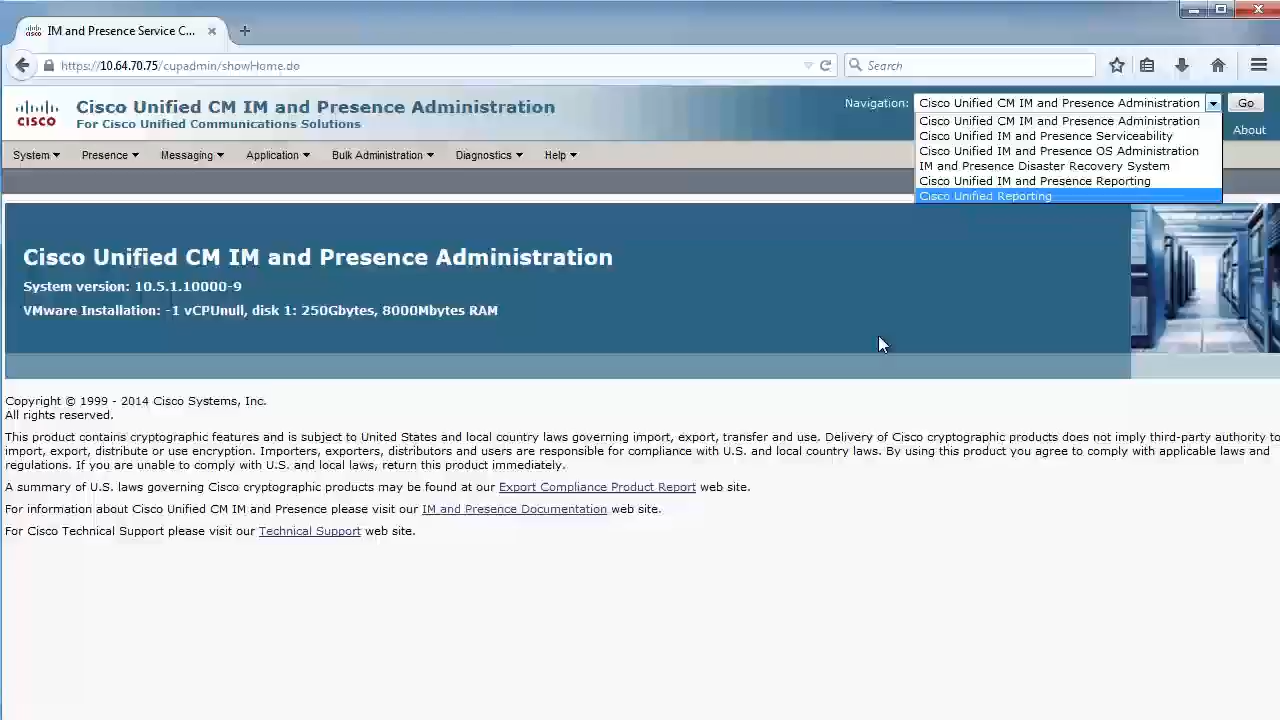 IM and Presence Service C...
https://10.64.70.75/cupadmin/showHome.do
Search
CISCO
Cisco Unified CM IM and Presence Administration
For Cisco Unified Communications Solutions
Navigation:
Cisco Unified CM IM and Presence Administration
Go
Cisco Unified CM IM and Presence Administration
Cisco Unified IM and Presence Serviceability
Cisco Unified IM and Presence OS Administration
IM and Presence Disaster Recovery System
Cisco Unified IM and Presence Reporting
Cisco Unified Reporting
About
System
Presence
Messaging
Application
Bulk Administration
Diagnostics
Help
Cisco Unified CM IM and Presence Administration
System version: 10.5.1.10000-9
VMware Installation: -1 vCPUnull, disk 1: 250Gbytes, 8000Mbytes RAM
Copyright © 1999 - 2014 Cisco Systems, Inc.
All rights reserved.
This product contains cryptographic features and is subject to United States and local country laws governing import, export, transfer and use. Delivery of Cisco cryptographic products does not imply third-party authority to
import, export, distribute or use encryption. Importers, exporters, distributors and users are responsible for compliance with U.S. and local country laws. By using this product you agree to comply with applicable laws and
regulations. If you are unable to comply with U.S. and local laws, return this product immediately.
A summary of U.S. laws governing Cisco cryptographic products may be found at our Export Compliance Product Report web site.
For information about Cisco Unified CM IM and Presence please visit our IM and Presence Documentation web site.
For Cisco Technical Support please visit our Technical Support web site.